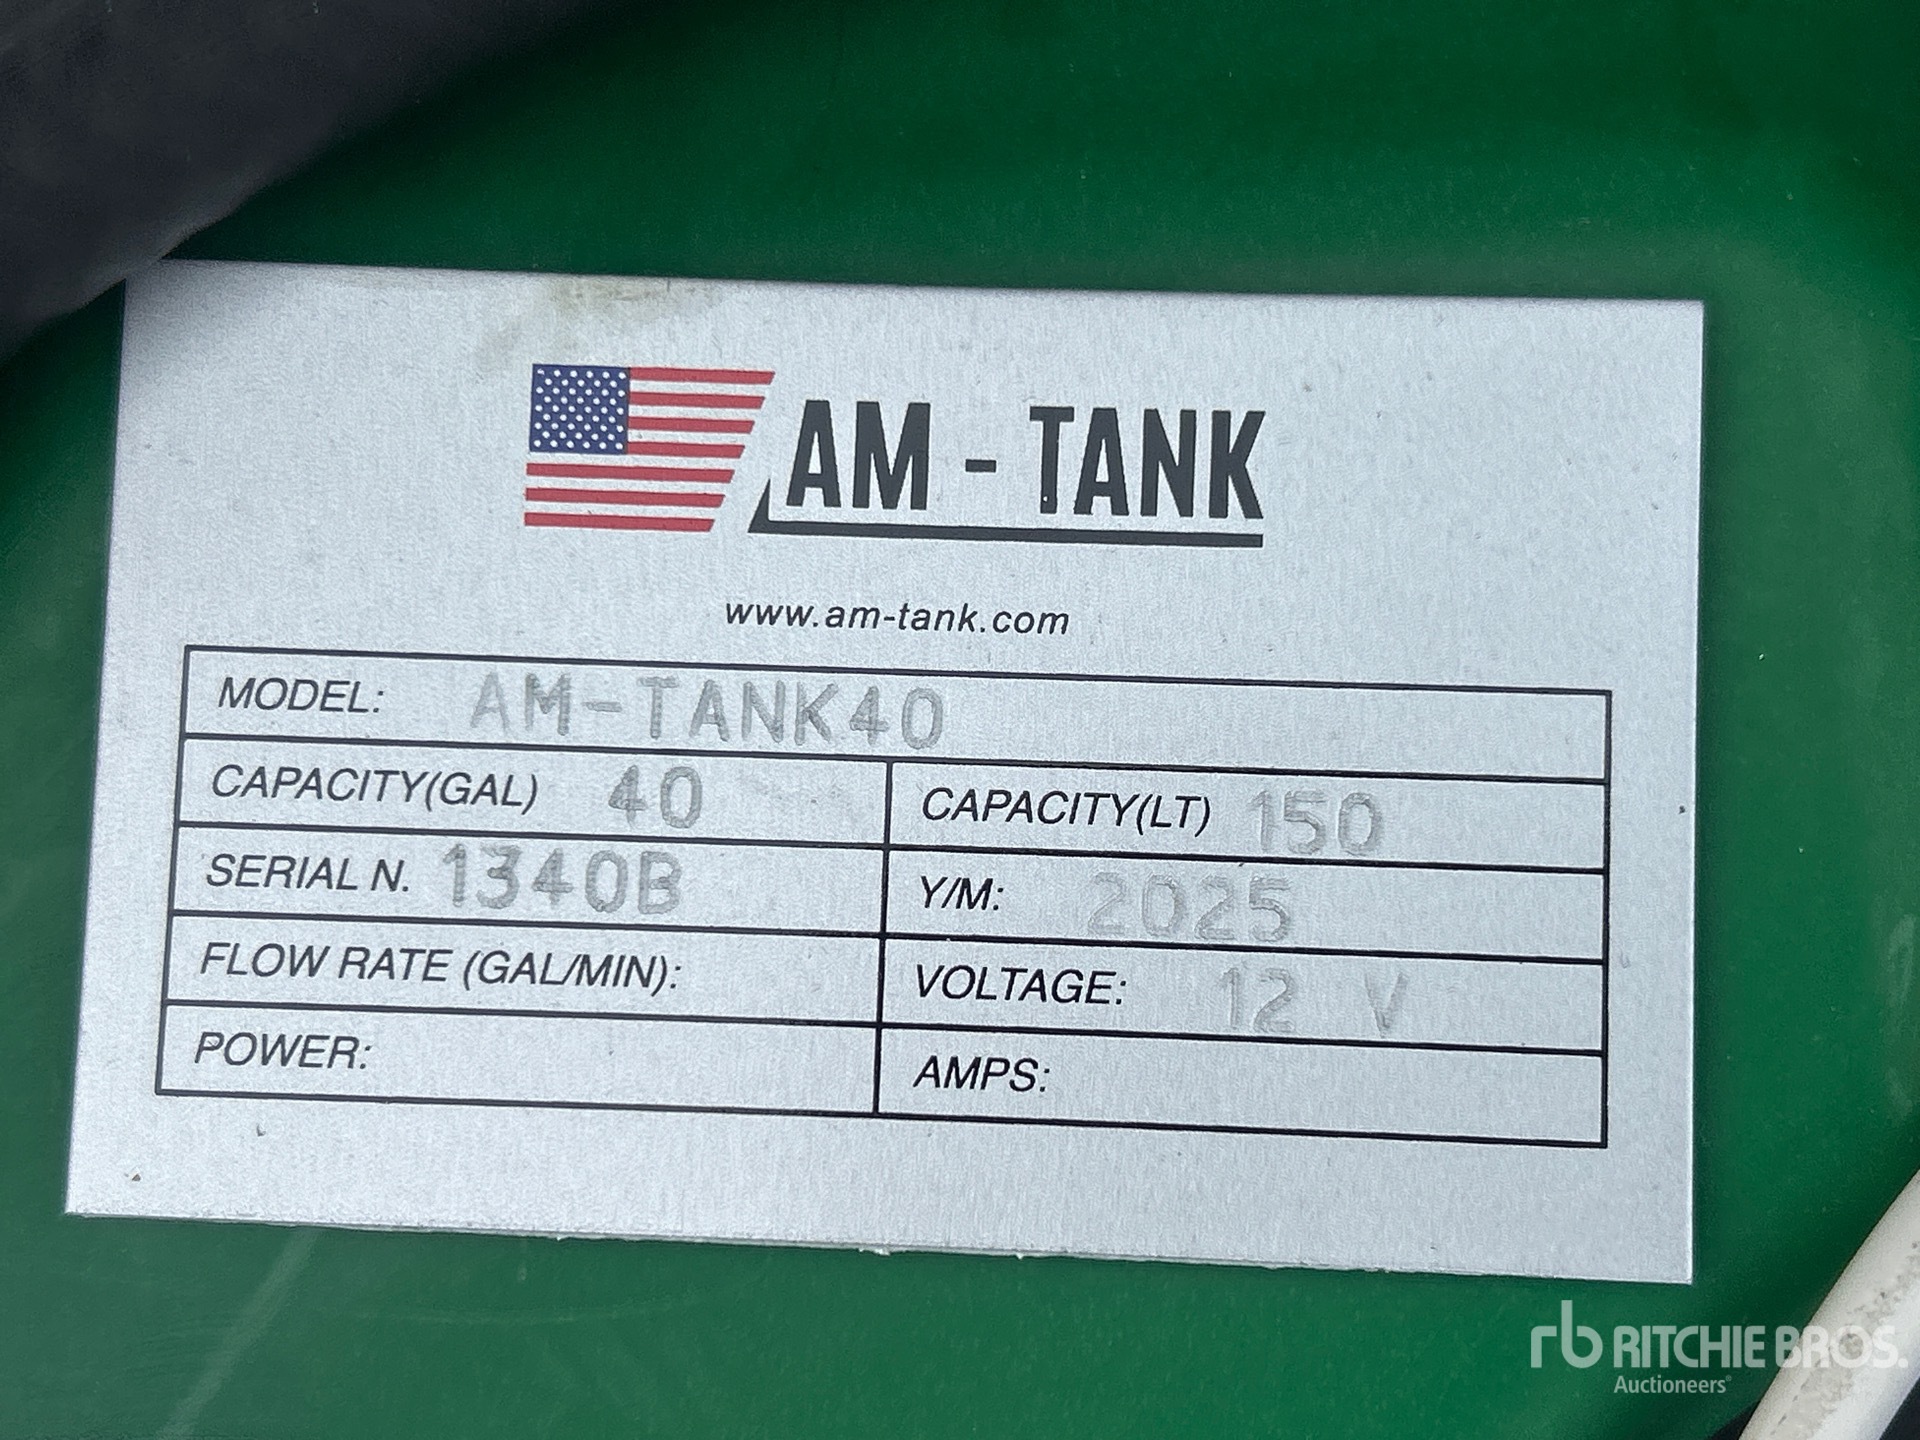 AM - TANK
www.am-tank.com
MODEL: AM-TANK40
CAPACITY(GAL) 40 CAPACITY(LT) 150
SERIAL N. 1340B Y/M: 2025
FLOW RATE (GAL/MIN): VOLTAGE: 12 V
POWER: AMPS:
rb RITCHIE BROS.
Auctioneers®